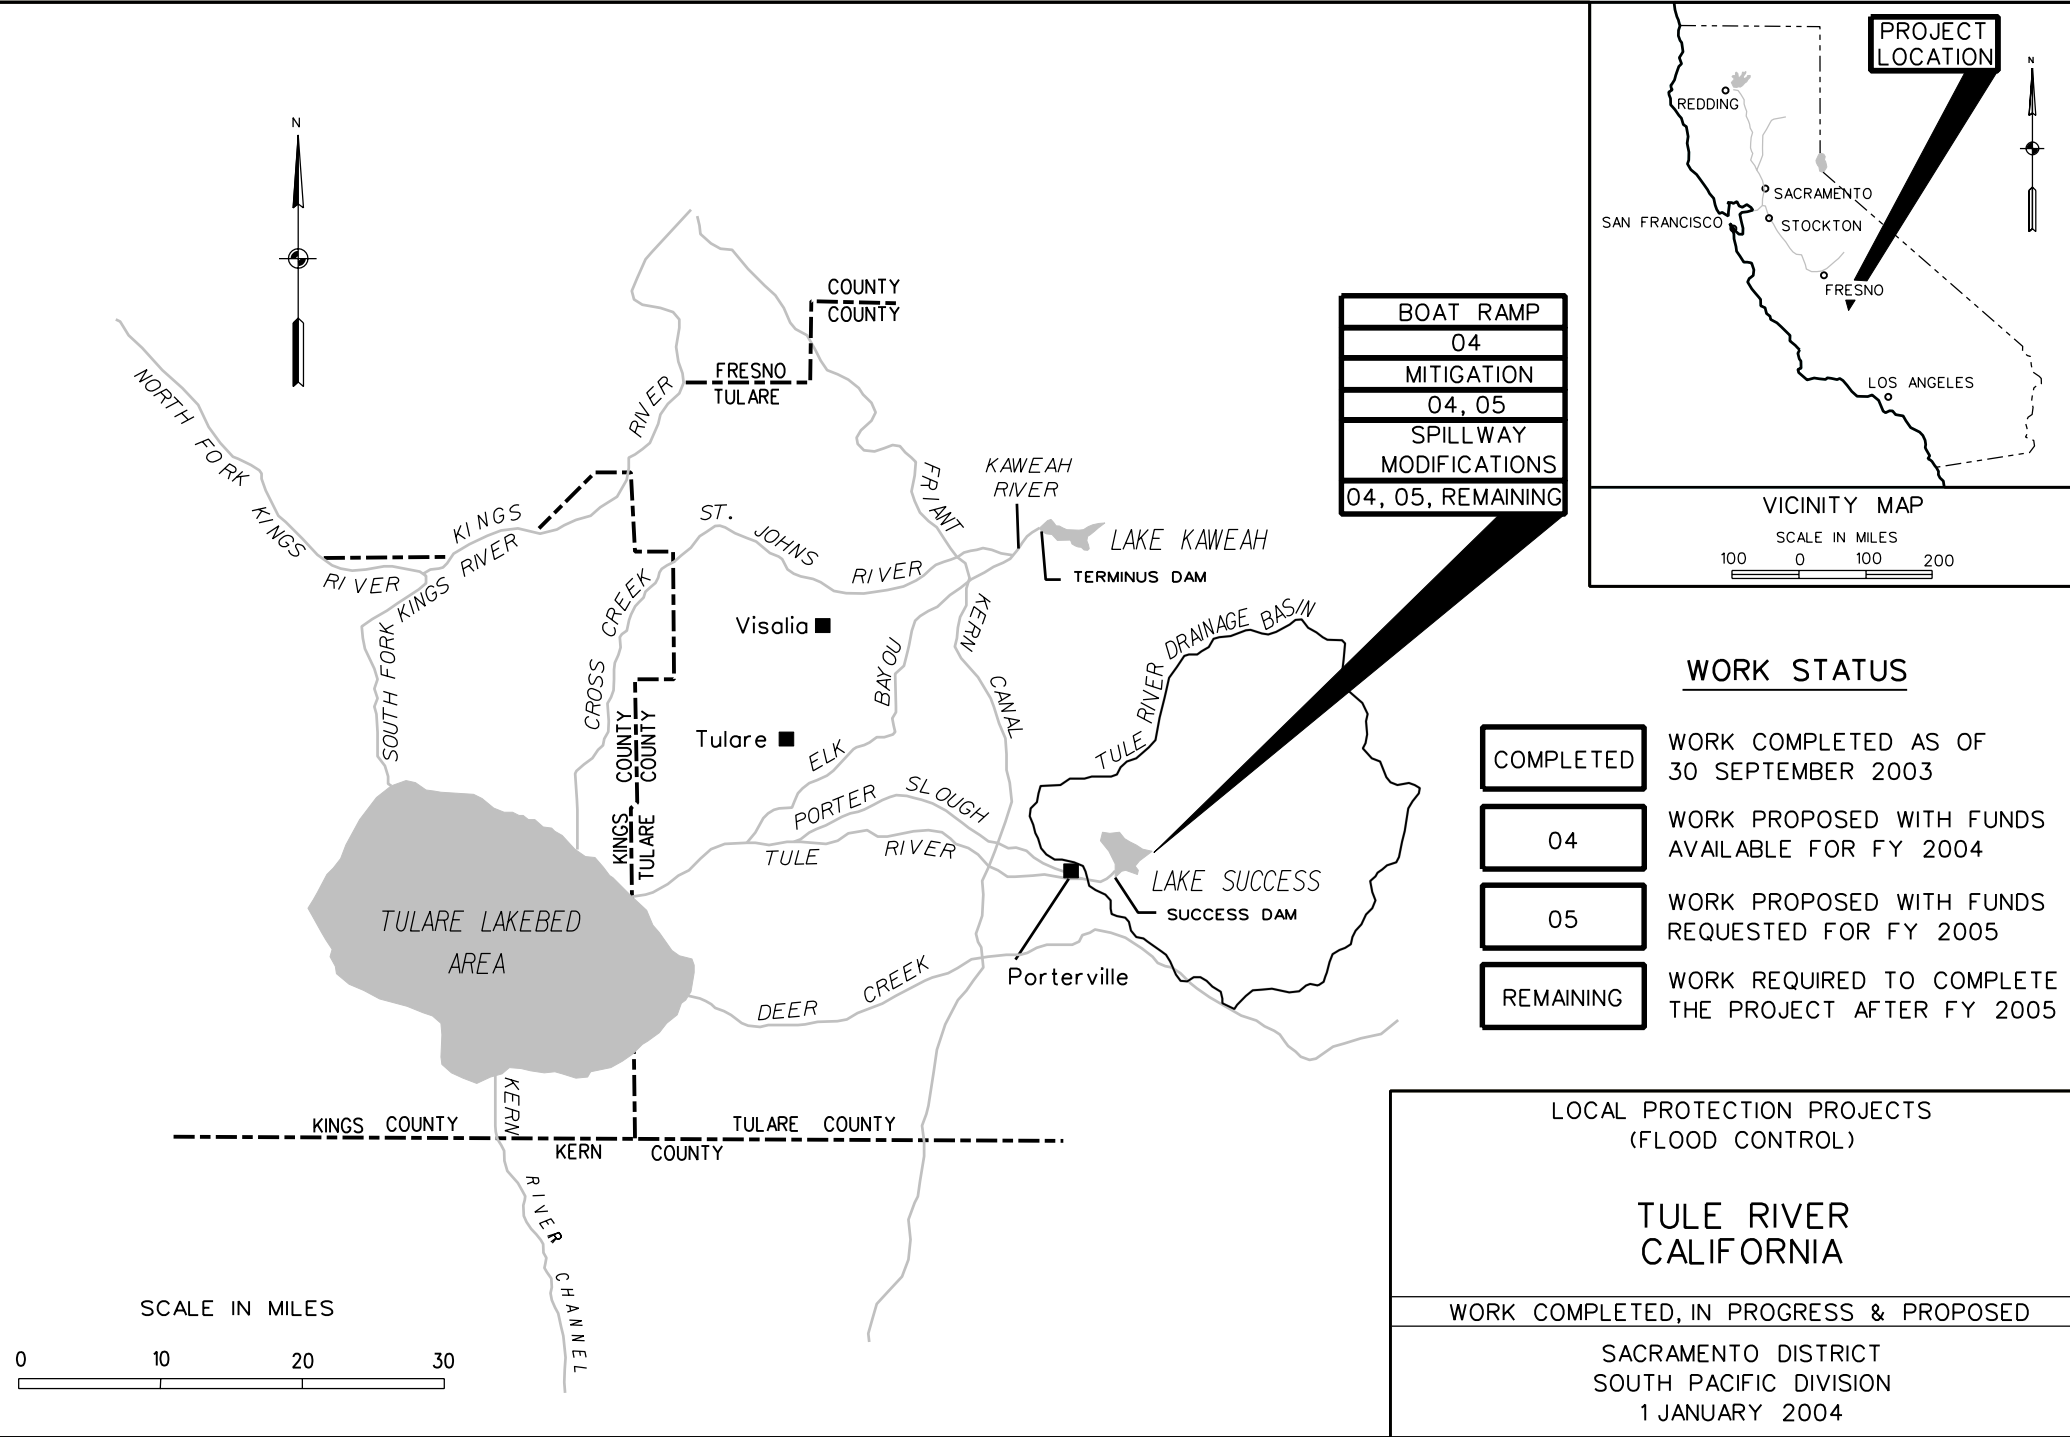 N
COUNTY
COUNTY
FRESNO
TULARE
NORTH FORK KINGS RIVER
KINGS RIVER
KINGS RIVER
SOUTH FORK
CROSS CREEK
ST. JOHNS RIVER
FRIANT KERN CANAL
KAWEAH
RIVER
LAKE KAWEAH
TERMINUS DAM
Visalia
Tulare
ELK BAYOU
KINGS COUNTY
TULARE COUNTY
PORTER SLOUGH
TULE RIVER
TULE RIVER DRAINAGE BASIN
LAKE SUCCESS
SUCCESS DAM
Porterville
DEER CREEK
TULARE LAKEBED
AREA
KINGS COUNTY
TULARE COUNTY
KERN COUNTY
KERN RIVER CHANNEL
SCALE IN MILES
0 10 20 30
BOAT RAMP
04
MITIGATION
04, 05
SPILLWAY
MODIFICATIONS
04, 05, REMAINING
PROJECT
LOCATION
N
REDDING
SACRAMENTO
SAN FRANCISCO
STOCKTON
FRESNO
LOS ANGELES
VICINITY MAP
SCALE IN MILES
100 0 100 200
WORK STATUS
COMPLETED
WORK COMPLETED AS OF
30 SEPTEMBER 2003
04
WORK PROPOSED WITH FUNDS
AVAILABLE FOR FY 2004
05
WORK PROPOSED WITH FUNDS
REQUESTED FOR FY 2005
REMAINING
WORK REQUIRED TO COMPLETE
THE PROJECT AFTER FY 2005
LOCAL PROTECTION PROJECTS
(FLOOD CONTROL)
TULE RIVER
CALIFORNIA
WORK COMPLETED, IN PROGRESS & PROPOSED
SACRAMENTO DISTRICT
SOUTH PACIFIC DIVISION
1 JANUARY 2004